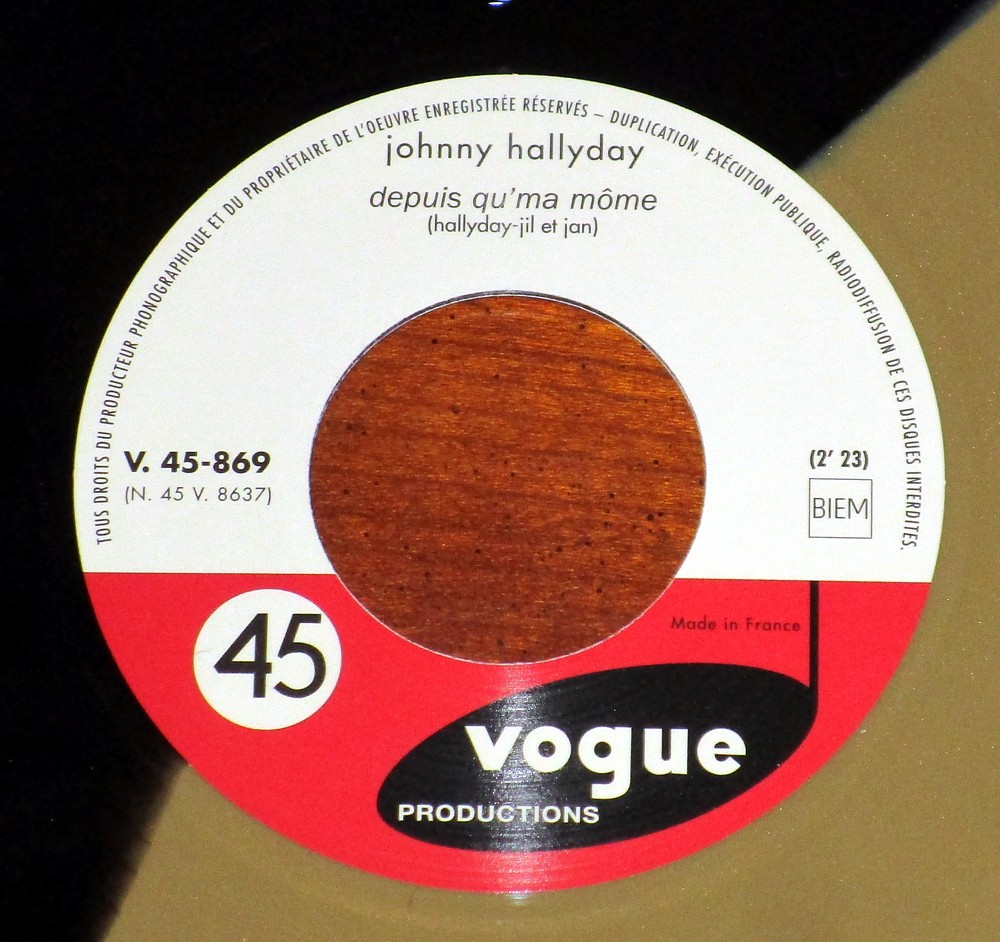 TOUS DROITS DU PRODUCTEUR PHONOGRAPHIQUE ET DU PROPRIÉTAIRE DE L'OEUVRE ENREGISTRÉE RÉSERVÉS – DUPLICATION, EXÉCUTION PUBLIQUE, RADIODIFFUSION DE CES DISQUES INTERDITES.
johnny hallyday
depuis qu'ma môme
(hallyday-jil et jan)
V. 45-869
(N. 45 V. 8637)
(2' 23)
BIEM
45
Made in France
vogue
PRODUCTIONS